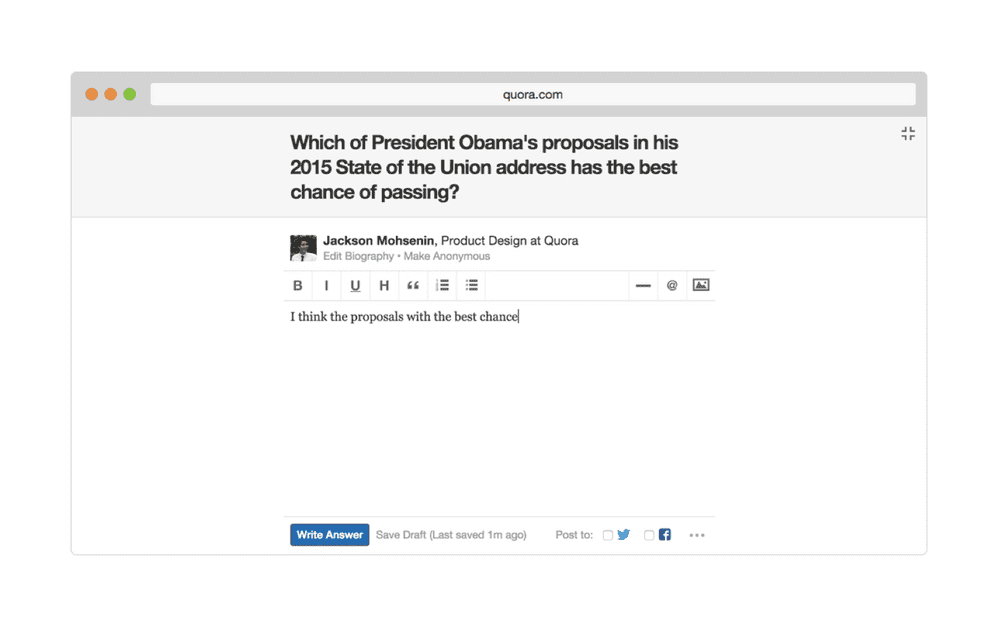 quora.com
Which of President Obama's proposals in his
2015 State of the Union address has the best
chance of passing?
Jackson Mohsenin, Product Design at Quora
Edit Biography • Make Anonymous
B I U H “ @
I think the proposals with the best chance
Write Answer Save Draft (Last saved 1m ago) Post to: